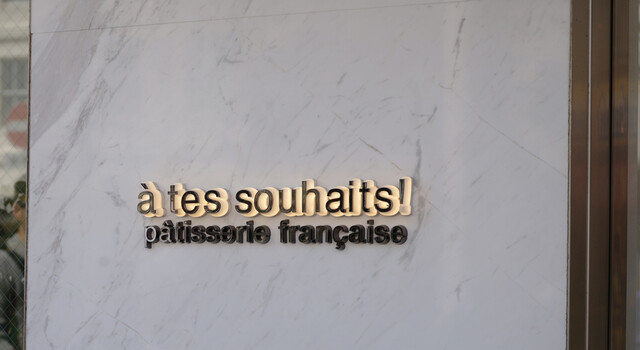 à tes souhaits!
pâtisserie française